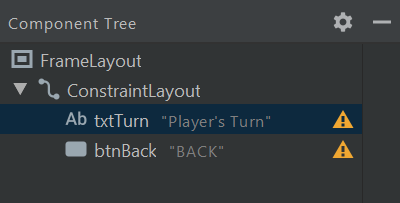 Component Tree
FrameLayout
ConstraintLayout
Ab txtTurn "Player's Turn"
btnBack "BACK"